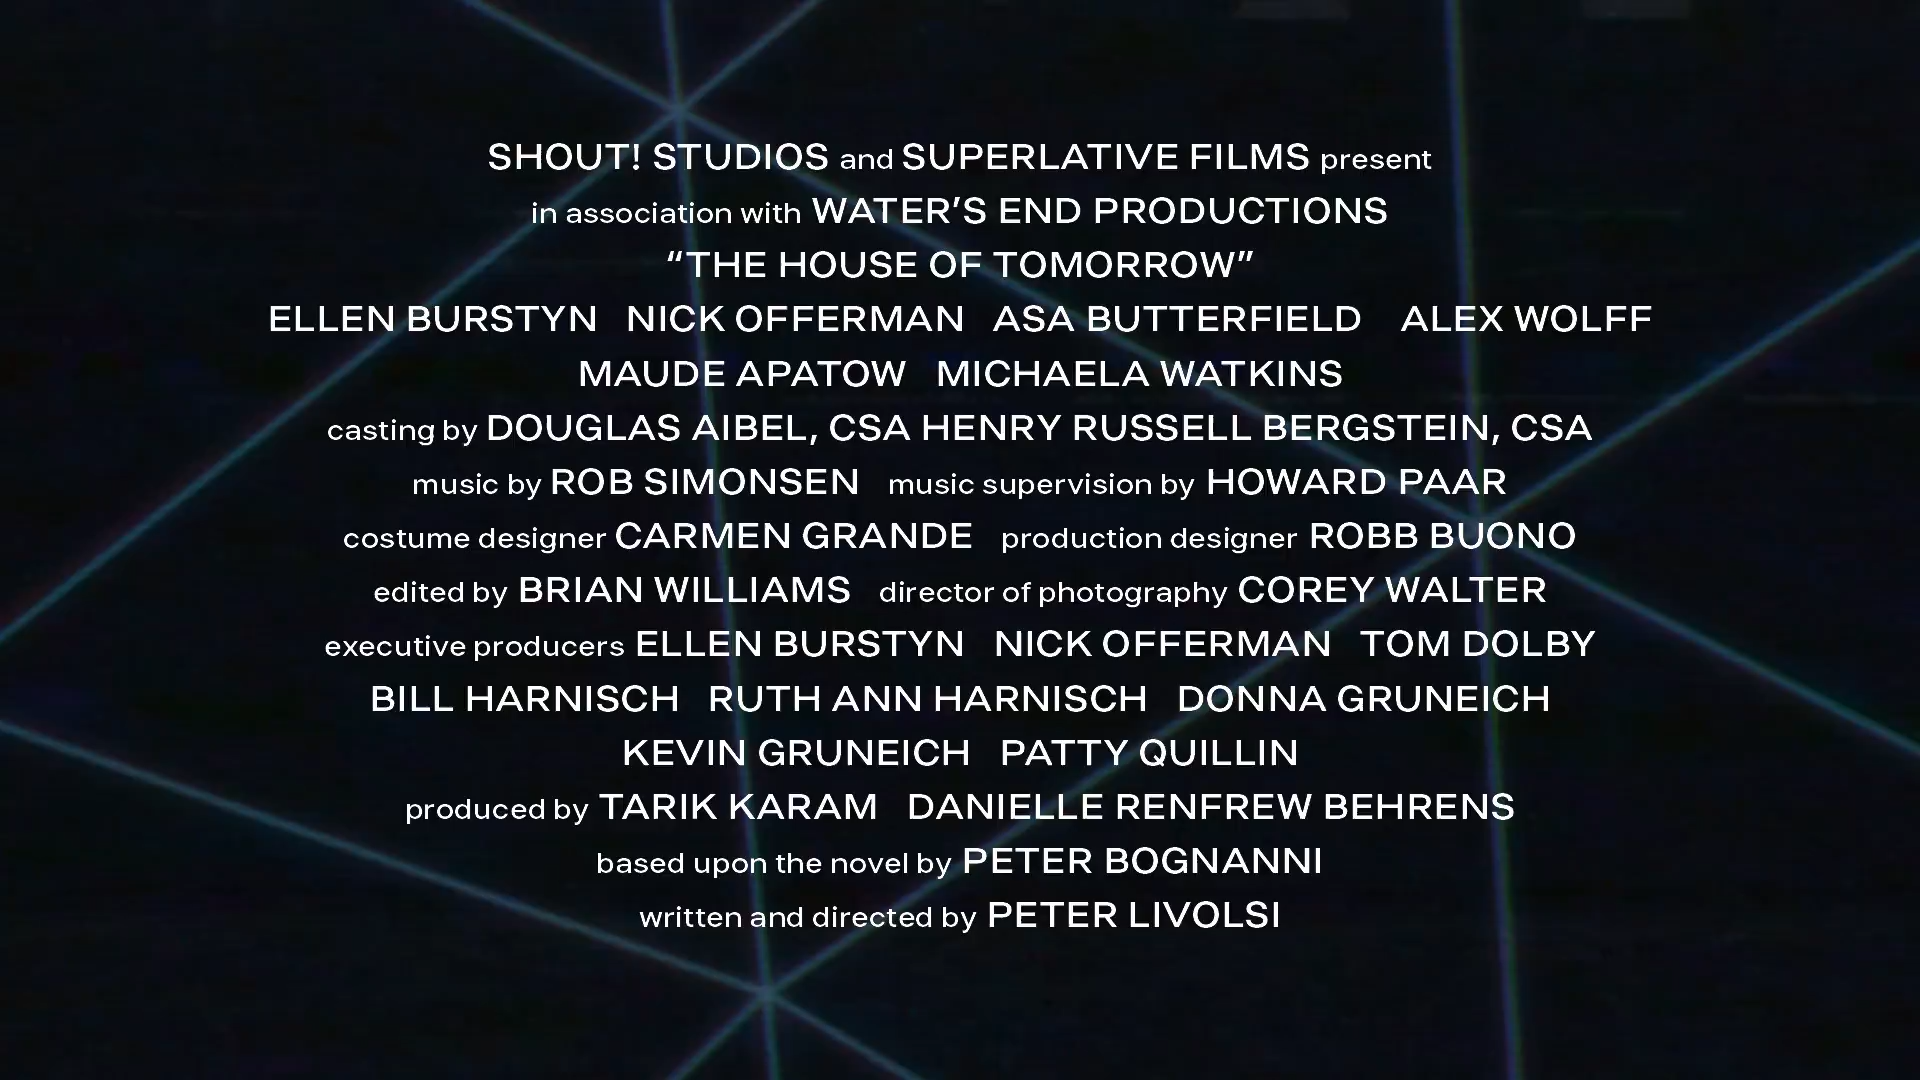 SHOUT! STUDIOS and SUPERLATIVE FILMS present
in association with WATER’S END PRODUCTIONS
“THE HOUSE OF TOMORROW”
ELLEN BURSTYN NICK OFFERMAN ASA BUTTERFIELD ALEX WOLFF
MAUDE APATOW MICHAELA WATKINS
casting by DOUGLAS AIBEL, CSA HENRY RUSSELL BERGSTEIN, CSA
music by ROB SIMONSEN music supervision by HOWARD PAAR
costume designer CARMEN GRANDE production designer ROBB BUONO
edited by BRIAN WILLIAMS director of photography COREY WALTER
executive producers ELLEN BURSTYN NICK OFFERMAN TOM DOLBY
BILL HARNISCH RUTH ANN HARNISCH DONNA GRUNEICH
KEVIN GRUNEICH PATTY QUILLIN
produced by TARIK KARAM DANIELLE RENFREW BEHRENS
based upon the novel by PETER BOGNANNI
written and directed by PETER LIVOLSI